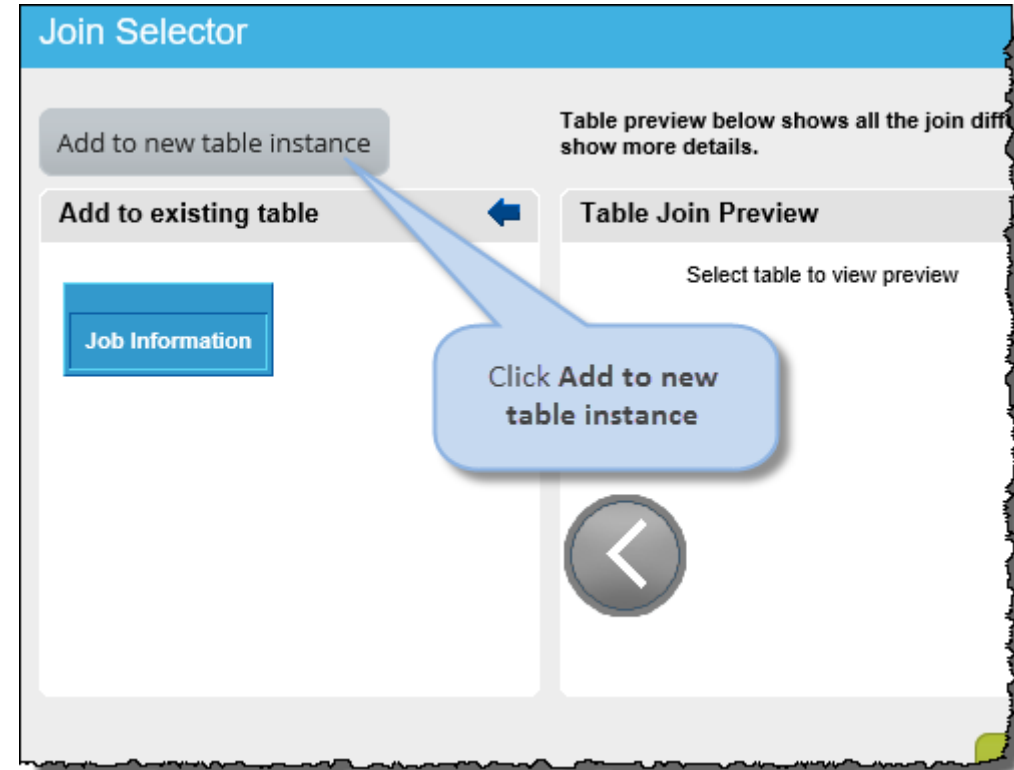 Join Selector
Add to new table instance
Table preview below shows all the join
show more details.
Add to existing table
Table Join Preview
Select table to view preview
Job Information
Click Add to new
table instance